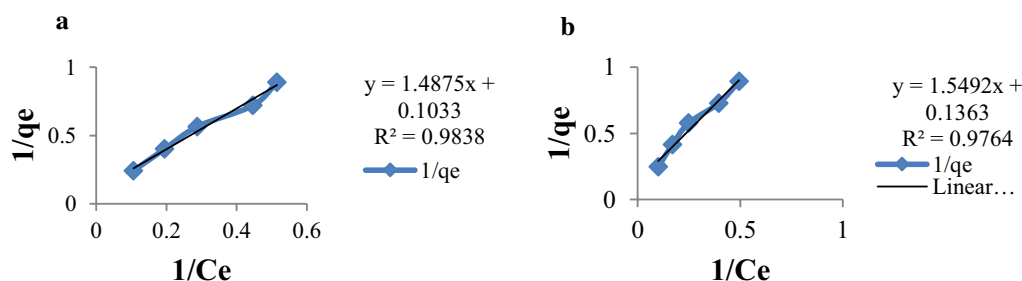 a
1/qe
1
0.5
0
0
0.2
0.4
0.6
1/Ce
y = 1.4875x +
0.1033
R² = 0.9838
1/qe
b
1/qe
1
0.5
0
0
0.5
1
1/Ce
y = 1.5492x +
0.1363
R² = 0.9764
1/qe
Linear…